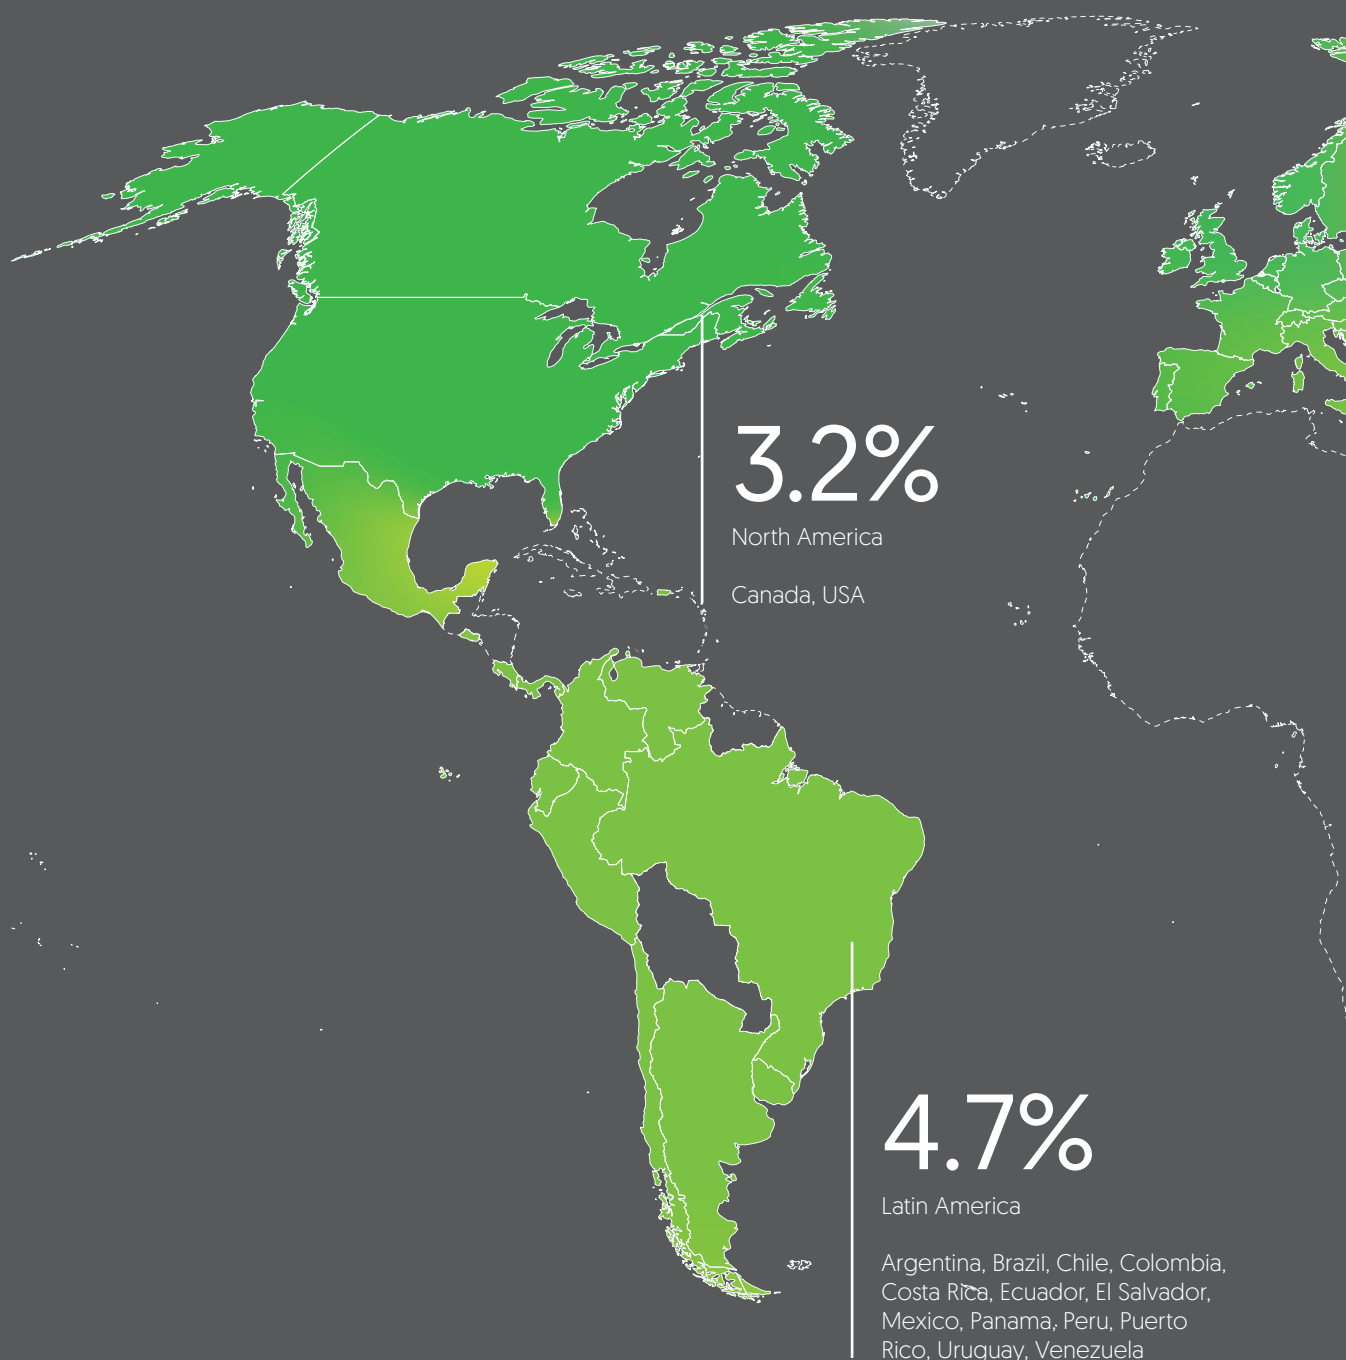 3.2%
North America
Canada, USA
4.7%
Latin America
Argentina, Brazil, Chile, Colombia,
Costa Rica, Ecuador, El Salvador,
Mexico, Panama, Peru, Puerto
Rico, Uruguay, Venezuela